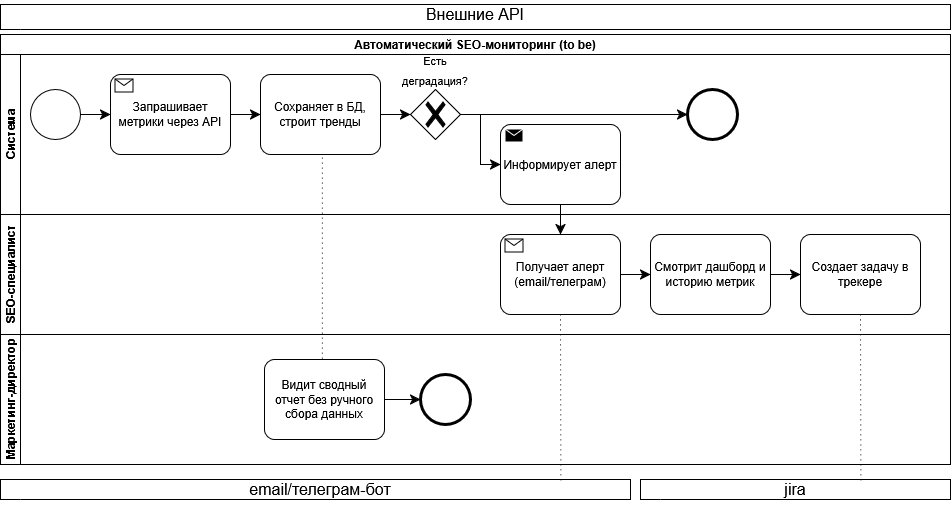 Внешние API
Автоматический SEO-мониторинг (to be)
Система
Запрашивает
метрики через API
Сохраняет в БД,
строит тренды
Есть
деградация?
Информирует алерт
SEO-специалист
Получает алерт
(email/телеграм)
Смотрит дашборд и
историю метрик
Создает задачу в
трекере
Маркетинг-директор
Видит сводный
отчет без ручного
сбора данных
email/телеграм-бот
jira